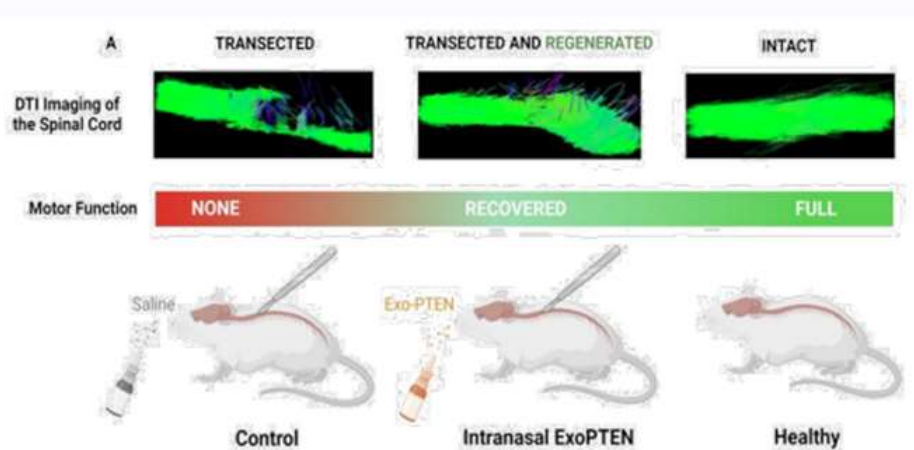 A
TRANSECTED
TRANSECTED AND REGENERATED
INTACT
DTI Imaging of
the Spinal Cord
Motor Function
NONE
RECOVERED
FULL
Saline
Exo-PTEN
Control
Intranasal ExoPTEN
Healthy